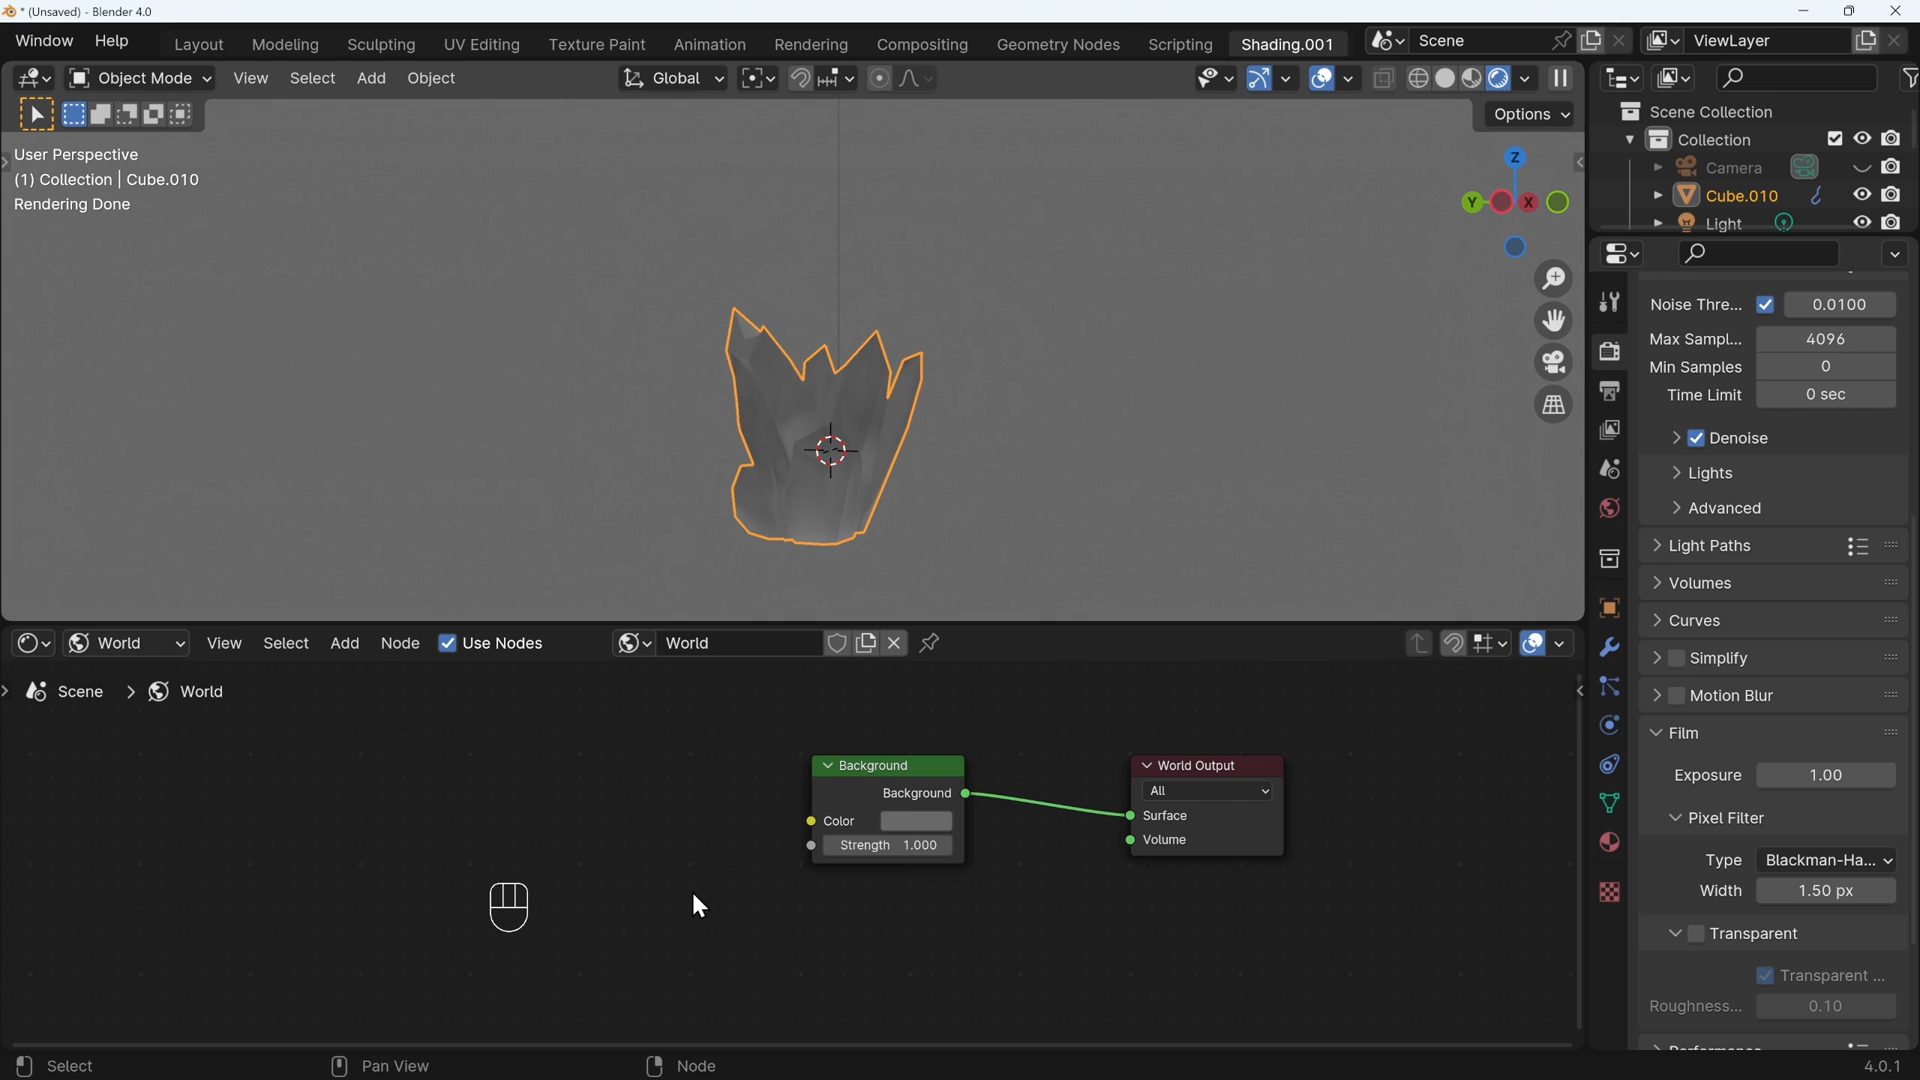 * (Unsaved) - Blender 4.0
Window Help Layout Modeling Sculpting UV Editing Texture Paint Animation Rendering Compositing Geometry Nodes Scripting Shading.001 Scene ViewLayer
Object Mode View Select Add Object Global
Options
User Perspective
(1) Collection | Cube.010
Rendering Done
Z
Y
X
Scene Collection
Collection
Camera
Cube.010
Light
Noise Thre... 0.0100
Max Sampl... 4096
Min Samples 0
Time Limit 0 sec
Denoise
Lights
Advanced
Light Paths
Volumes
Curves
Simplify
Motion Blur
Film
Exposure 1.00
Pixel Filter
Type Blackman-Ha...
Width 1.50 px
Transparent
Transparent ...
Roughness... 0.10
World View Select Add Node Use Nodes World
Scene > World
Background
Background
Color
Strength 1.000
World Output
All
Surface
Volume
Select Pan View Node 4.0.1